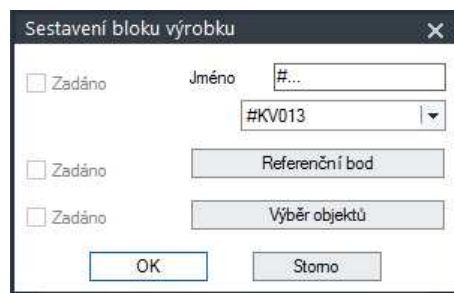 Sestavení bloku výrobku
Zadáno Jméno #...
#KV013
Zadáno Referenční bod
Zadáno Výběr objektů
OK Storno